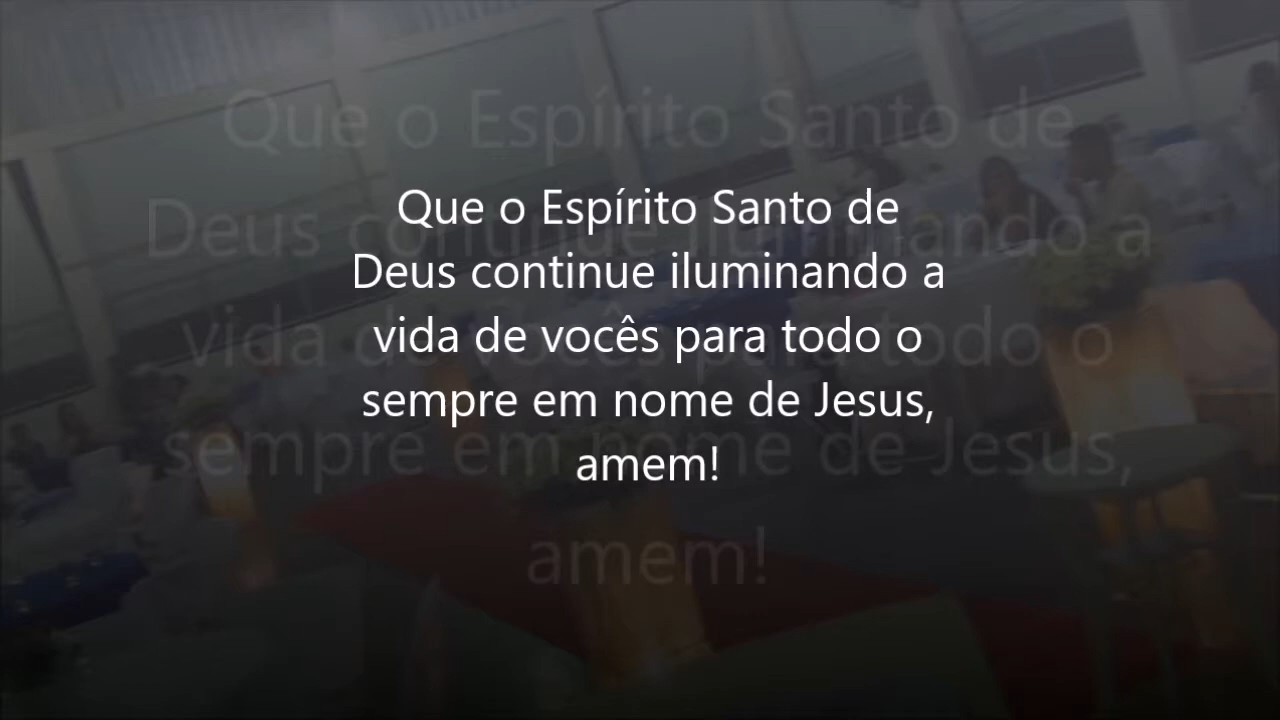 Que o Espírito Santo de
Deus continue iluminando a
vida de vocês para todo o
sempre em nome de Jesus,
amem!